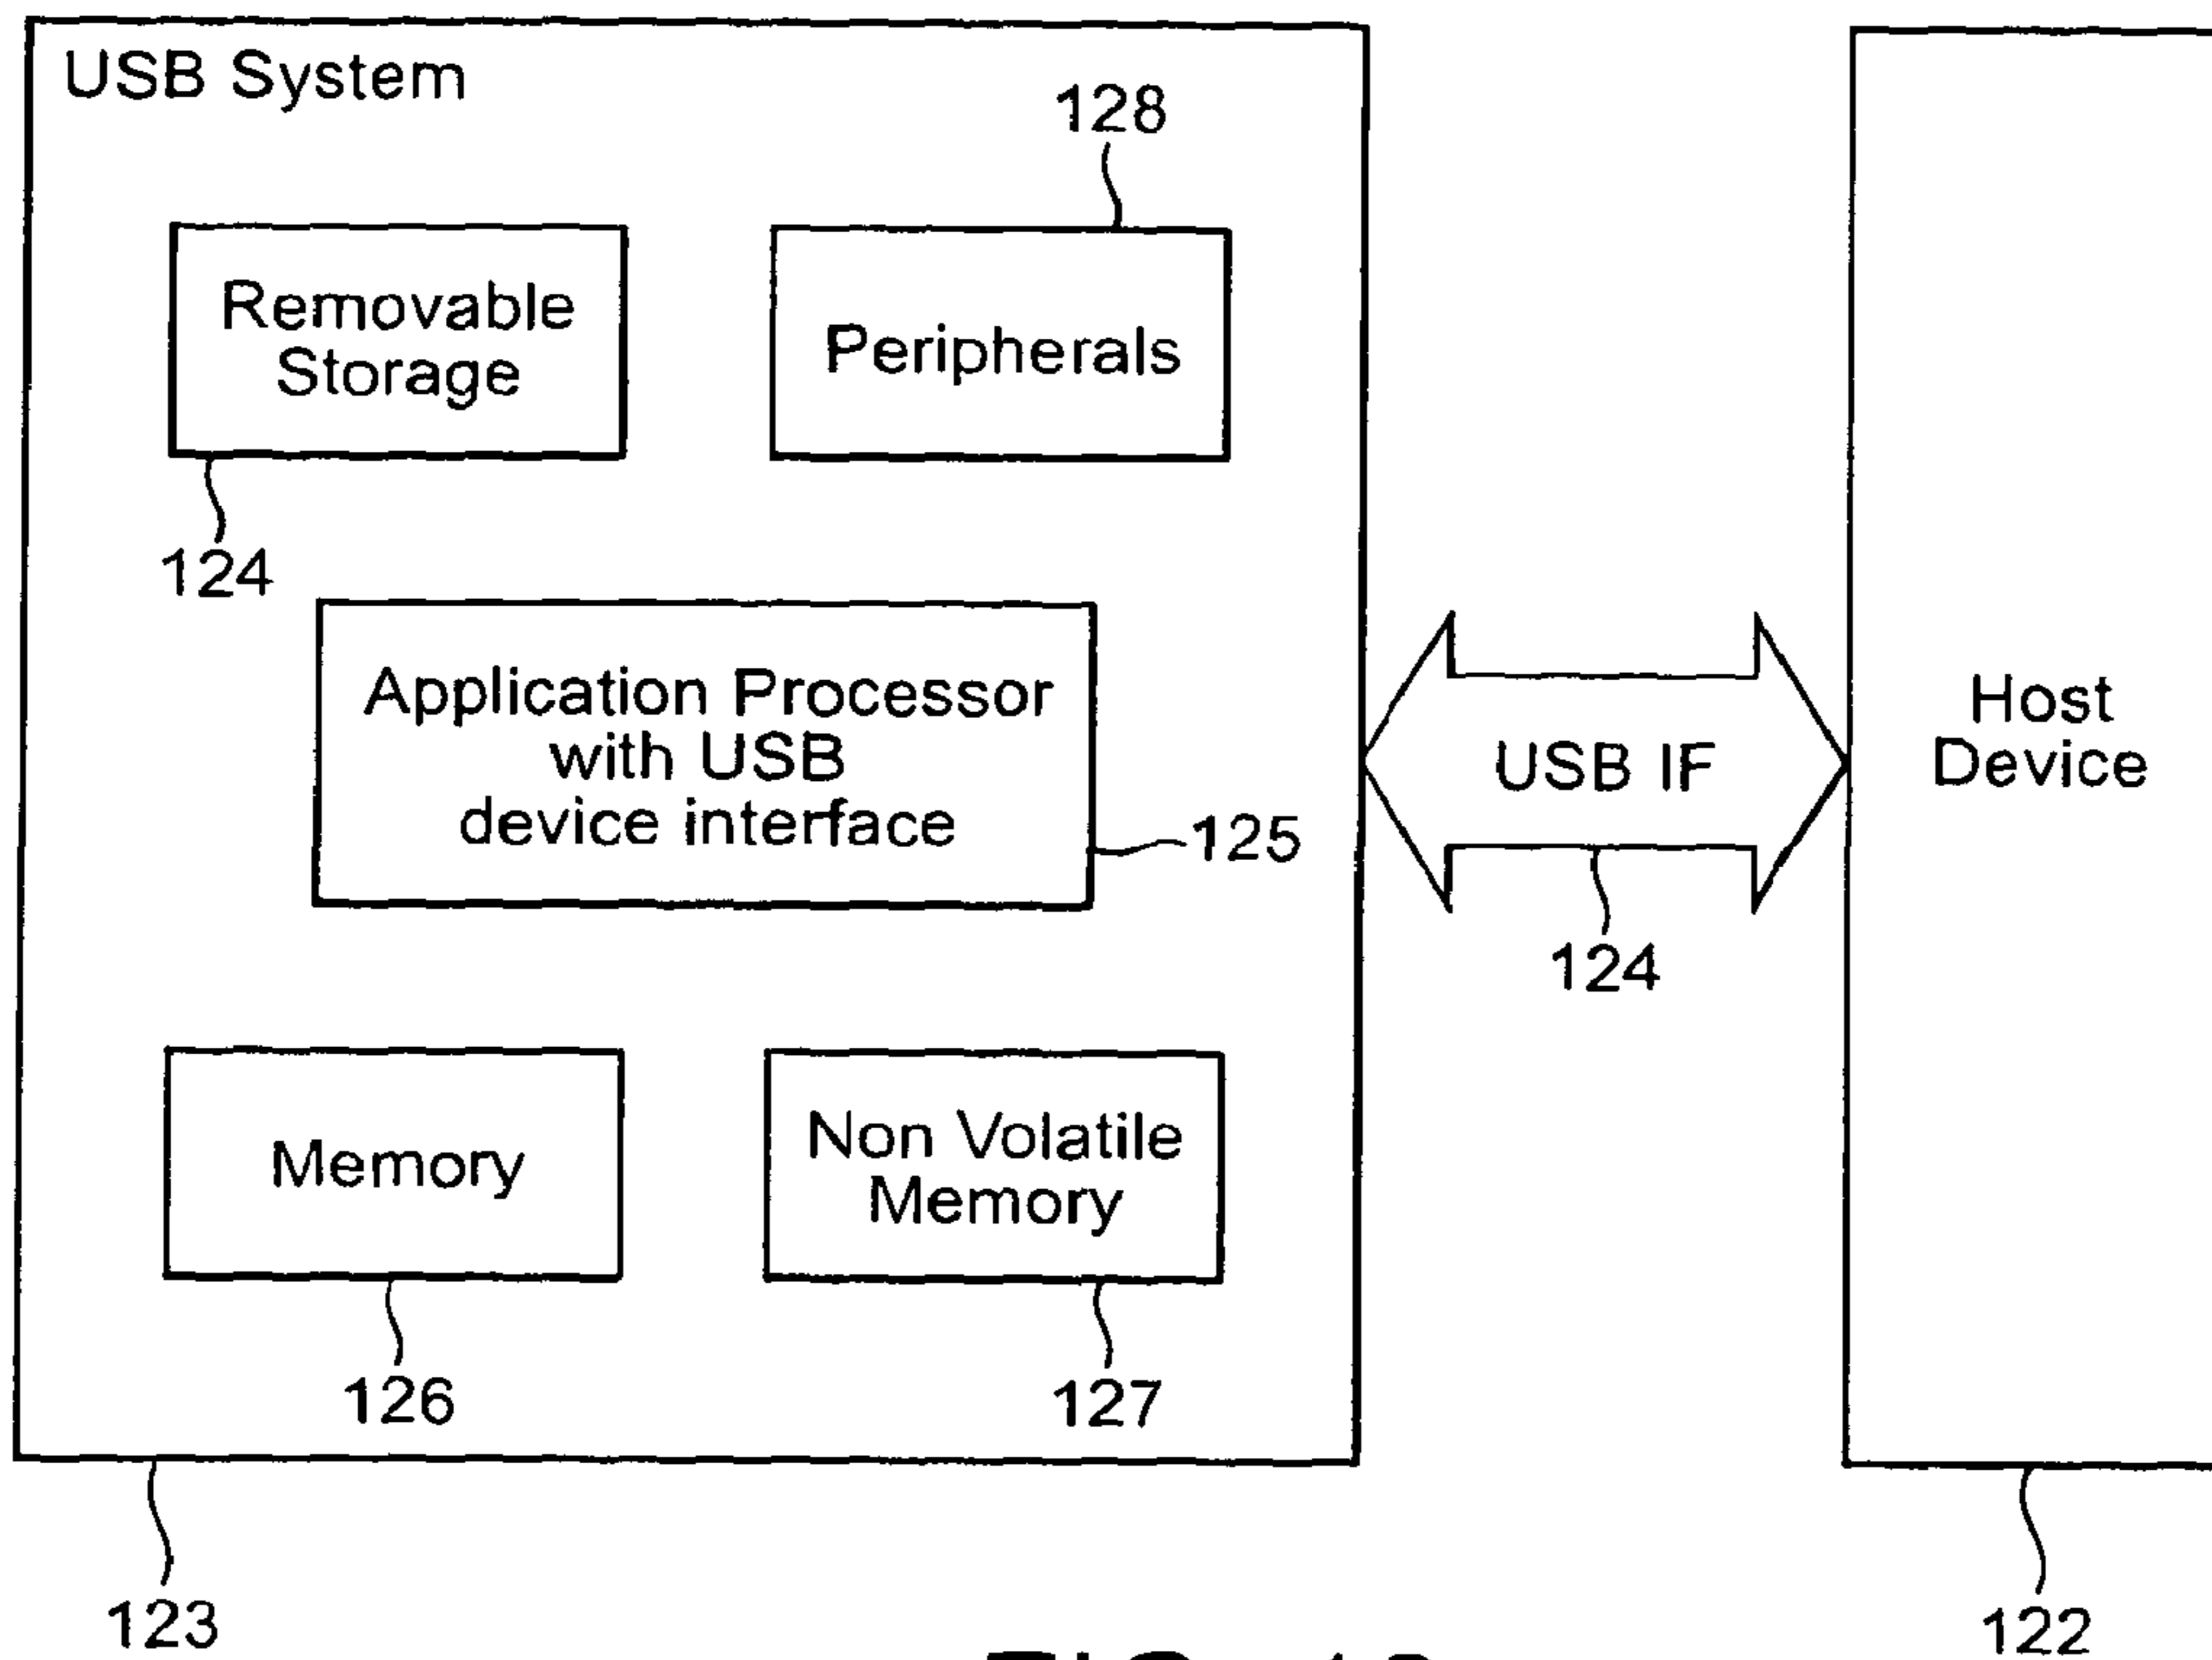 USB System
128
Removable
Storage
Peripherals
124
Application Processor
with USB
device interface
125
USB IF
124
Host
Device
Memory
Non Volatile
Memory
126
127
123
122